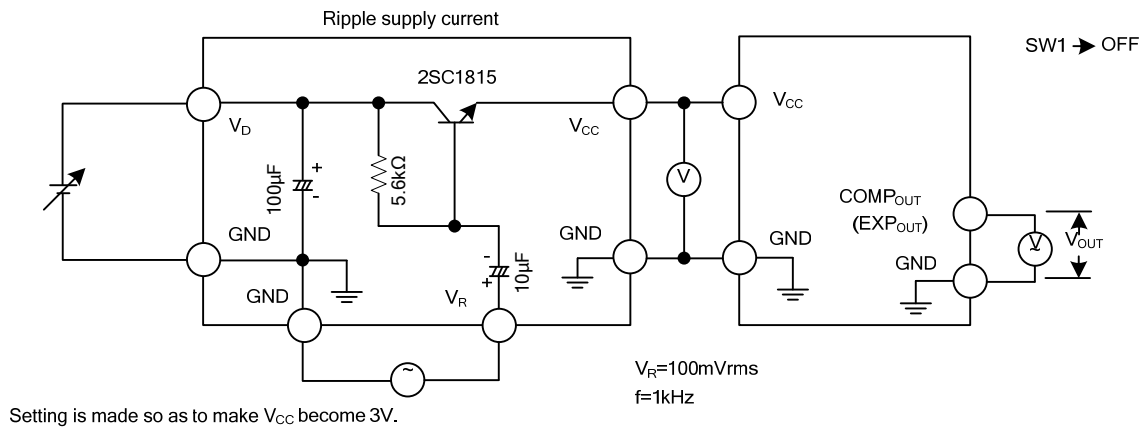 Ripple supply current
SW1 → OFF
2SC1815
VD
VCC
VCC
100μF
+
-
5.6kΩ
V
COMPOUT
(EXPOUT)
GND
GND
GND
GND
-
+
10μF
GND
VR
V
~
VOUT
~
VR=100mVrms
f=1kHz
Setting is made so as to make VCC become 3V.